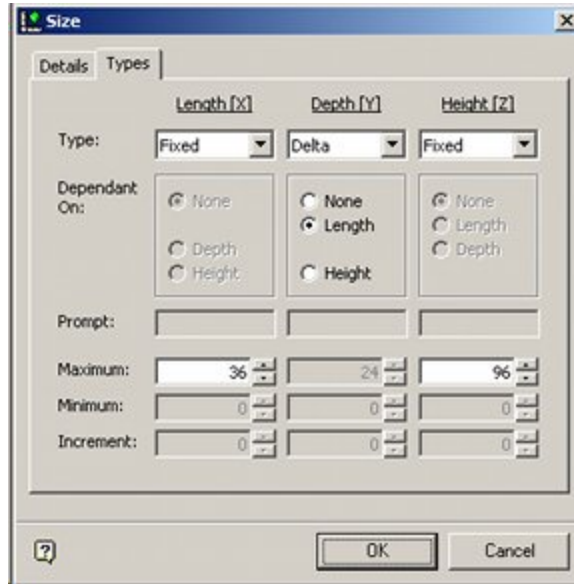 Size
Details Types
Length [X] Depth [Y] Height [Z]
Type: Fixed Delta Fixed
Dependant On: None None None
Length Length
Depth Depth
Height Height
Prompt:
Maximum: 36 24 96
Minimum: 0 0 0
Increment: 0 0 0
OK Cancel